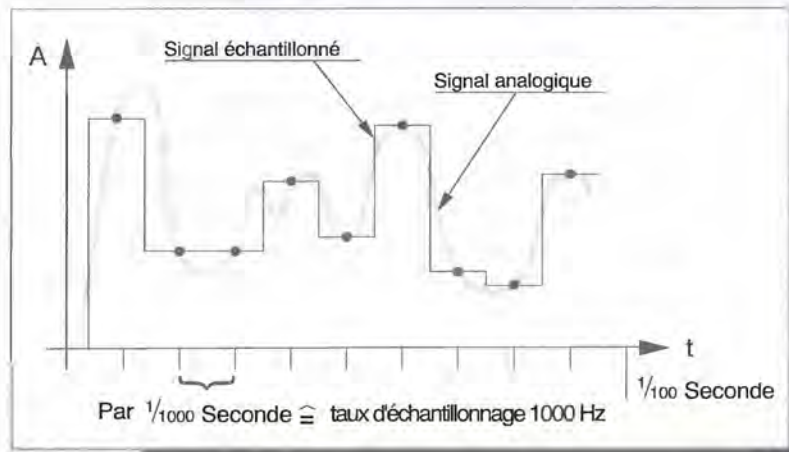 Signal échantillonné
A
Signal analogique
t
1/100 Seconde
Par 1/1000 Seconde ≙ taux d'échantillonnage 1000 Hz